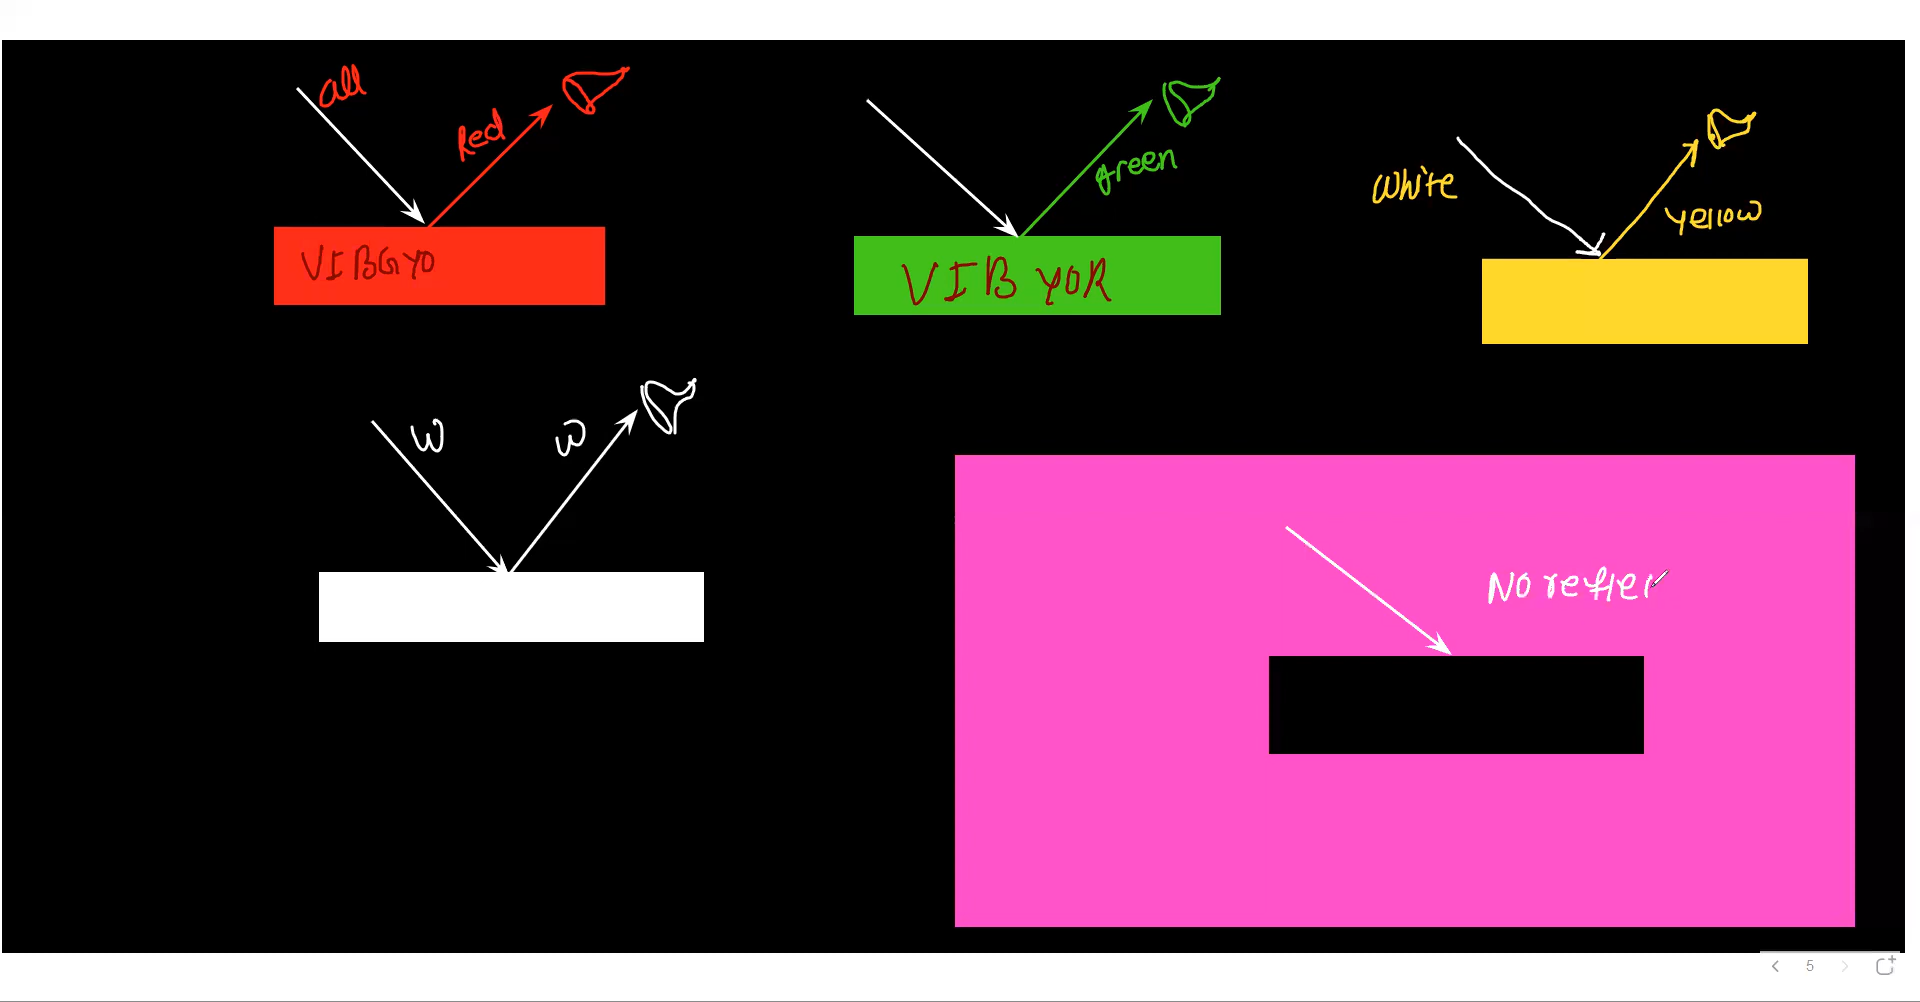 all
Red
VIBGYO
green
VIB YOR
White
yellow
W
W
No reflec
5